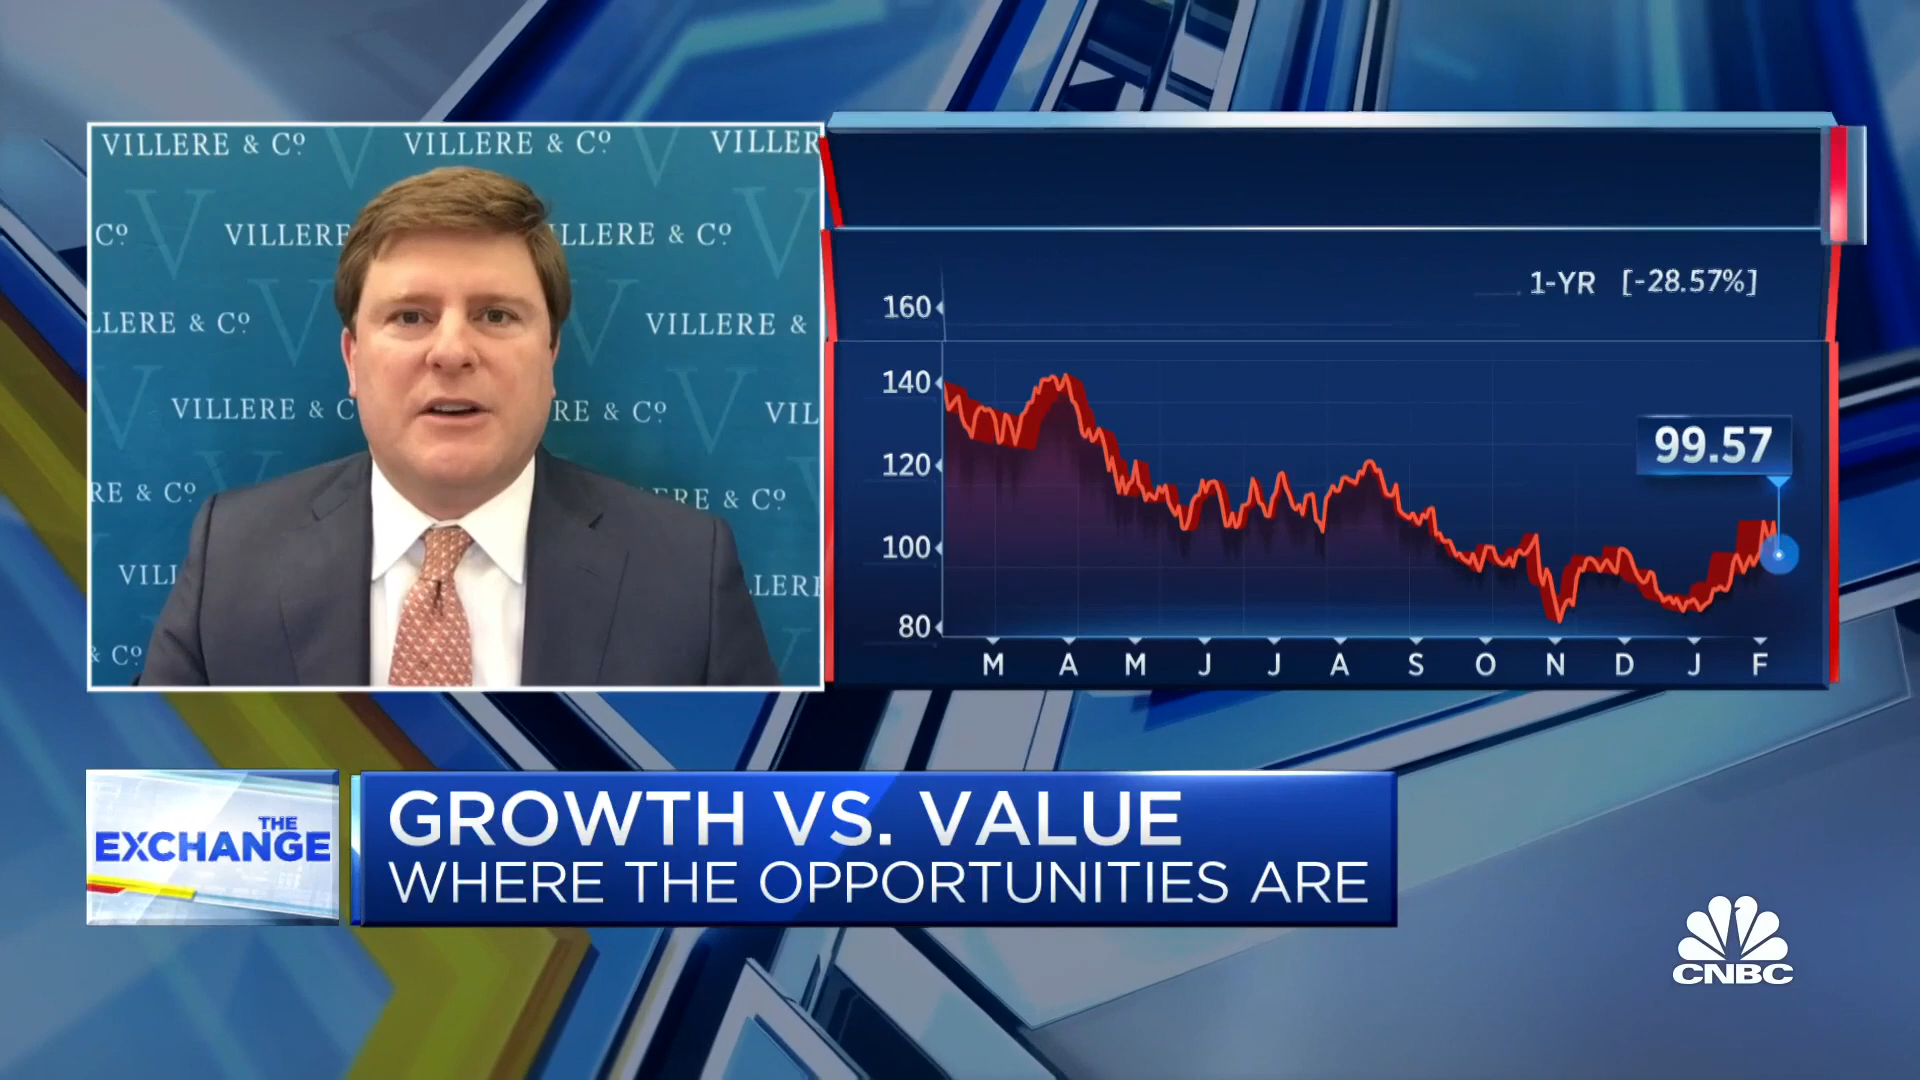 VILLERE & Cº VILLERE & Cº VILLER
Cº VILLERE LLERE & Cº
LLERE & Cº VILLERE &
VILLERE & C RE & Cº VIL
RE & Cº ERE & Cº
VILL LLER
& Cº
1-YR [-28.57%]
160
140
120
100
80
99.57
M A M J J A S O N D J F
THE
EXCHANGE
GROWTH VS. VALUE
WHERE THE OPPORTUNITIES ARE
CNBC